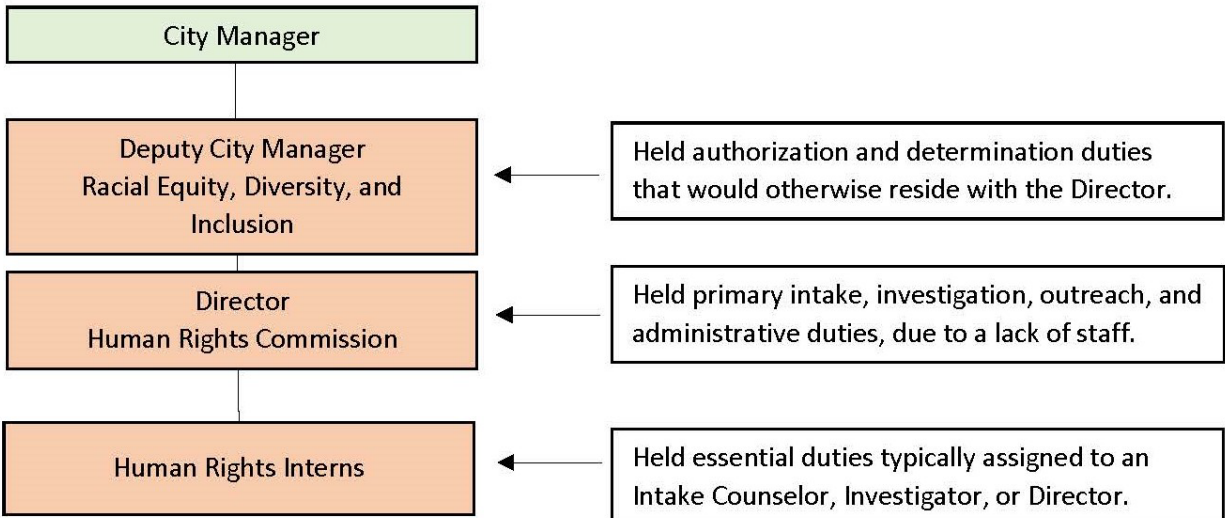 City Manager
Deputy City Manager
Racial Equity, Diversity, and
Inclusion
Held authorization and determination duties
that would otherwise reside with the Director.
Director
Human Rights Commission
Held primary intake, investigation, outreach, and
administrative duties, due to a lack of staff.
Human Rights Interns
Held essential duties typically assigned to an
Intake Counselor, Investigator, or Director.